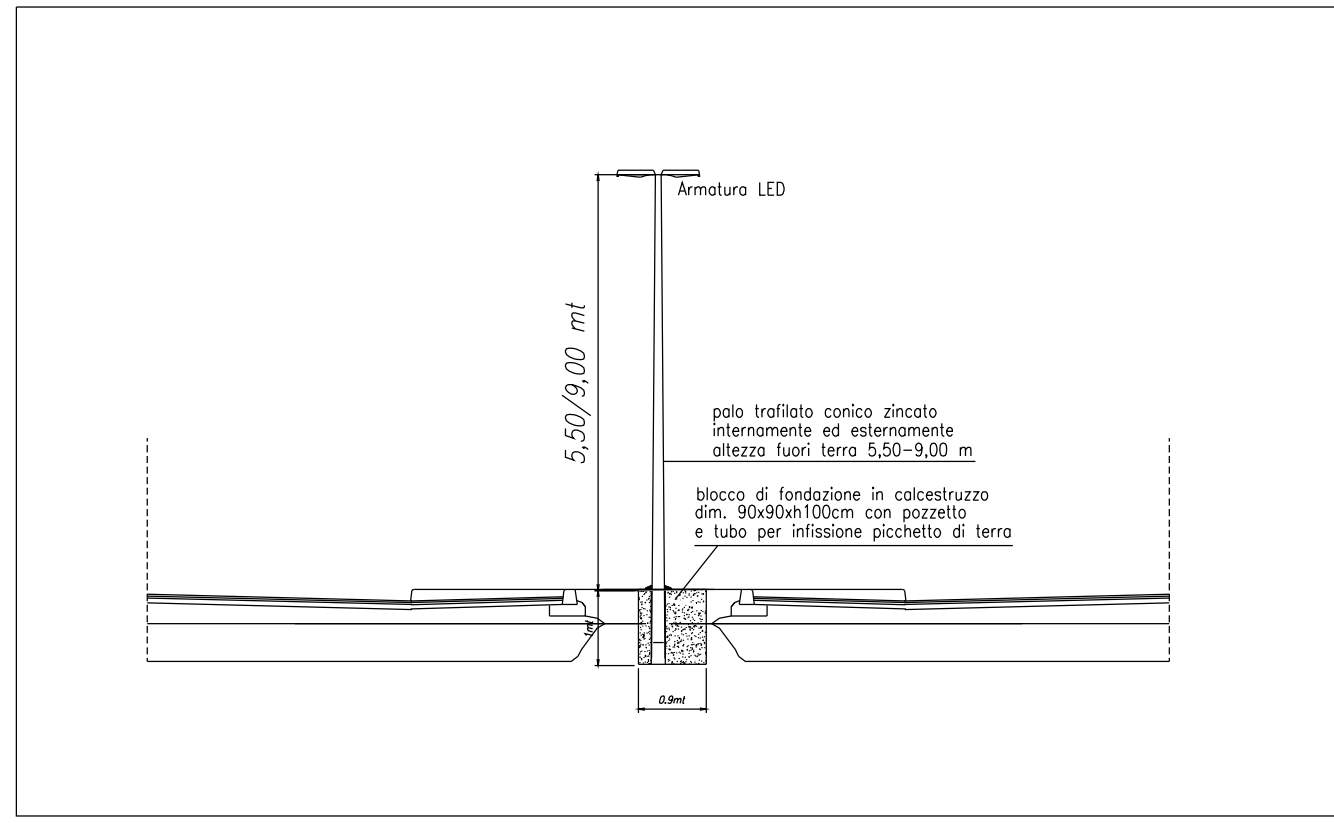 Armatura LED
5,50/9,00 mt
palo trafilato conico zincato
internamente ed esternamente
altezza fuori terra 5,50-9,00 m
blocco di fondazione in calcestruzzo
dim. 90x90xh100cm con pozzetto
e tubo per infissione picchetto di terra
1mt
0.9mt